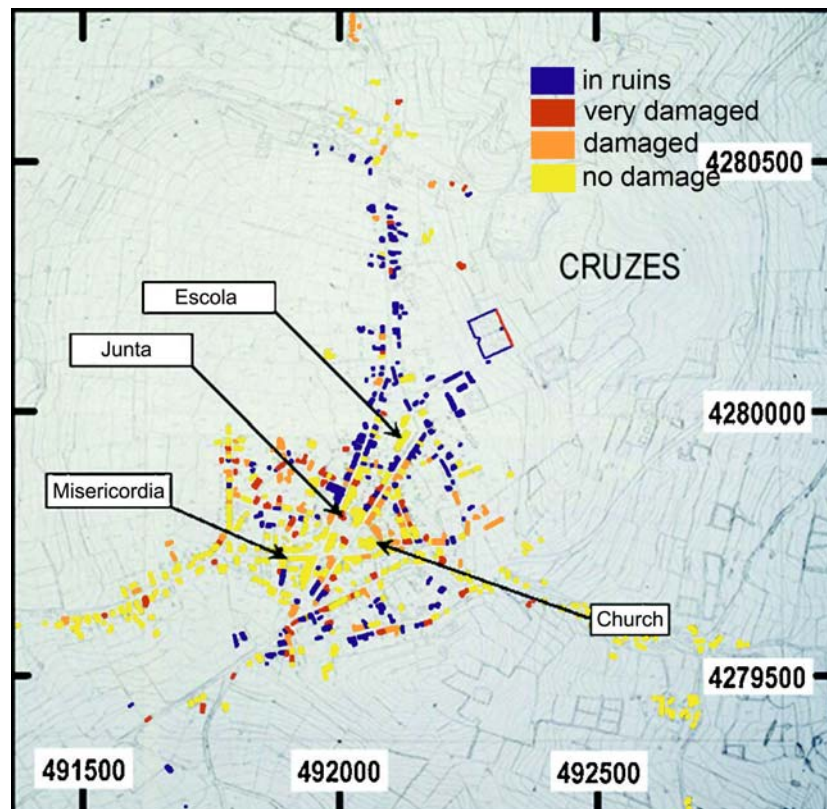 in ruins
very damaged
damaged
no damage
4280500
CRUZES
Escola
Junta
4280000
Misericordia
Church
4279500
491500
492000
492500